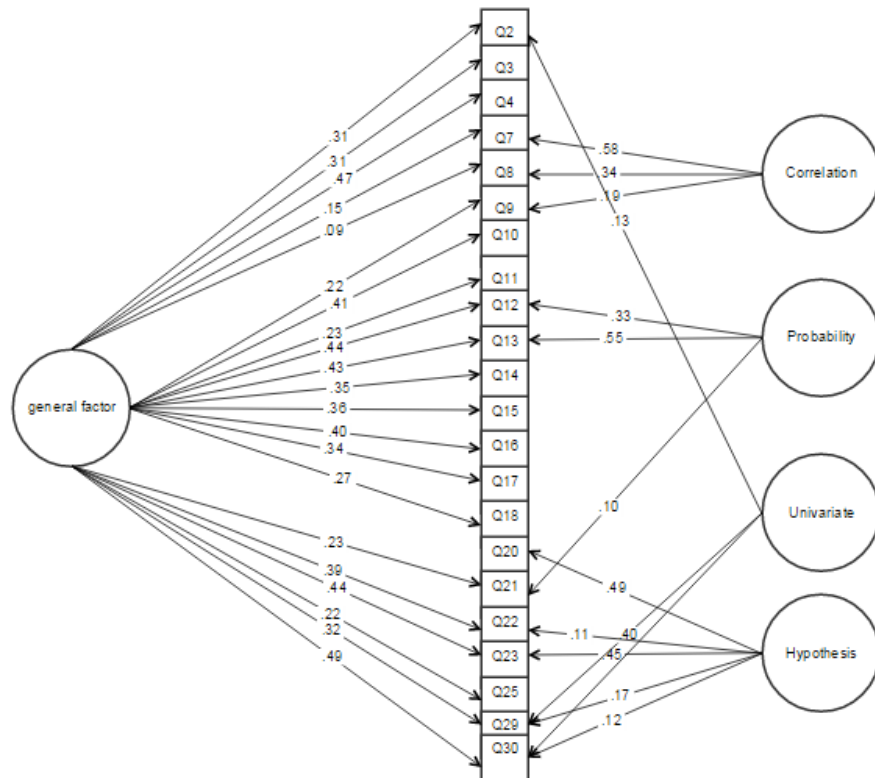 Q2
Q3
Q4
Q7
Q8
Q9
Q10
Q11
Q12
Q13
Q14
Q15
Q16
Q17
Q18
Q20
Q21
Q22
Q23
Q25
Q29
Q30
general factor
.31
.31
.47
.15
.09
.22
.41
.23
.44
.43
.35
.36
.40
.34
.27
.23
.39
.44
.22
.32
.49
Correlation
.58
.34
.19
.13
Probability
.33
.55
.10
Univariate
.40
Hypothesis
.49
.11
.45
.17
.12